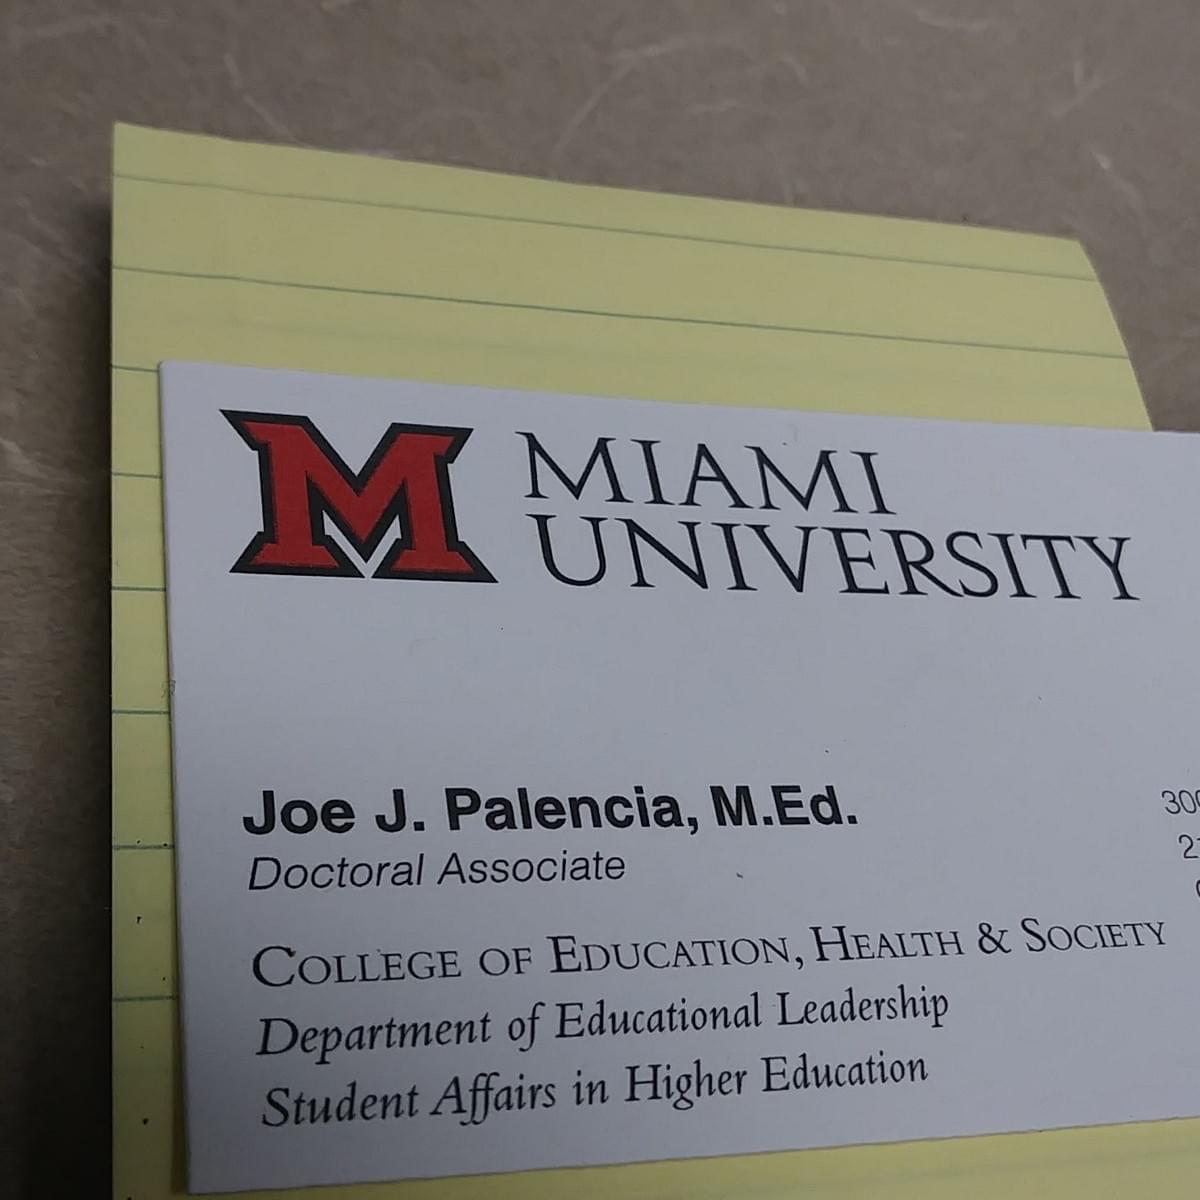 M MIAMI
UNIVERSITY
Joe J. Palencia, M.Ed.
Doctoral Associate
COLLEGE OF EDUCATION, HEALTH & SOCIETY
Department of Educational Leadership
Student Affairs in Higher Education